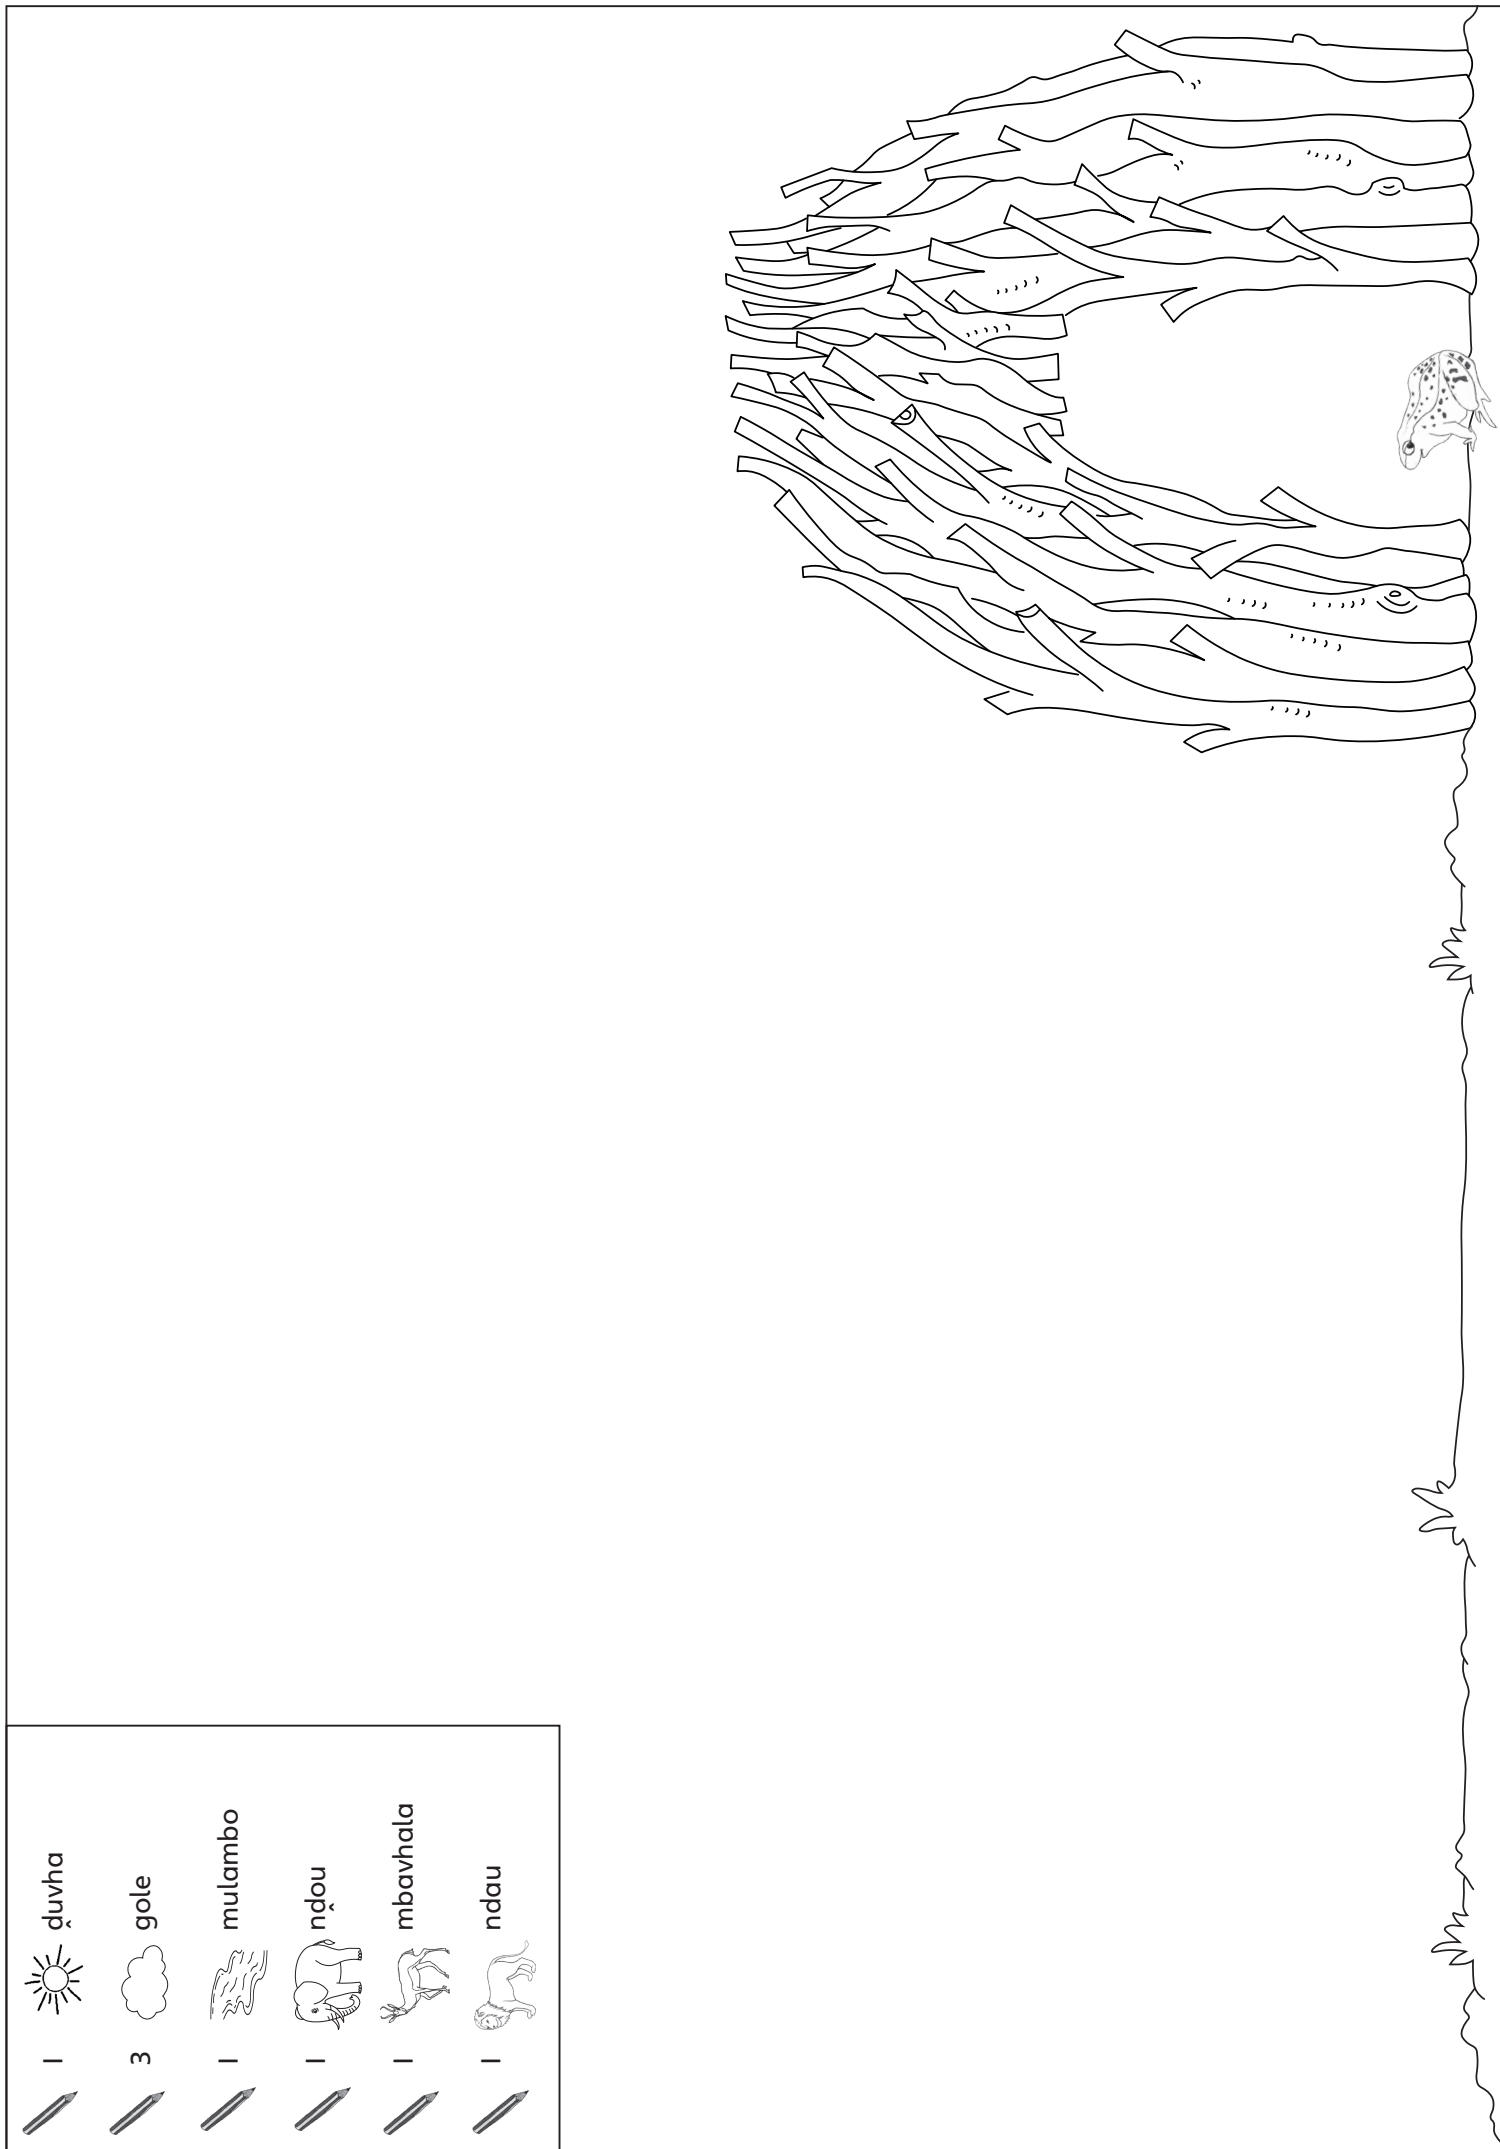 1 ḓuvha
3 gole
1 mulambo
1 nḓou
1 mbavhala
1 ndau